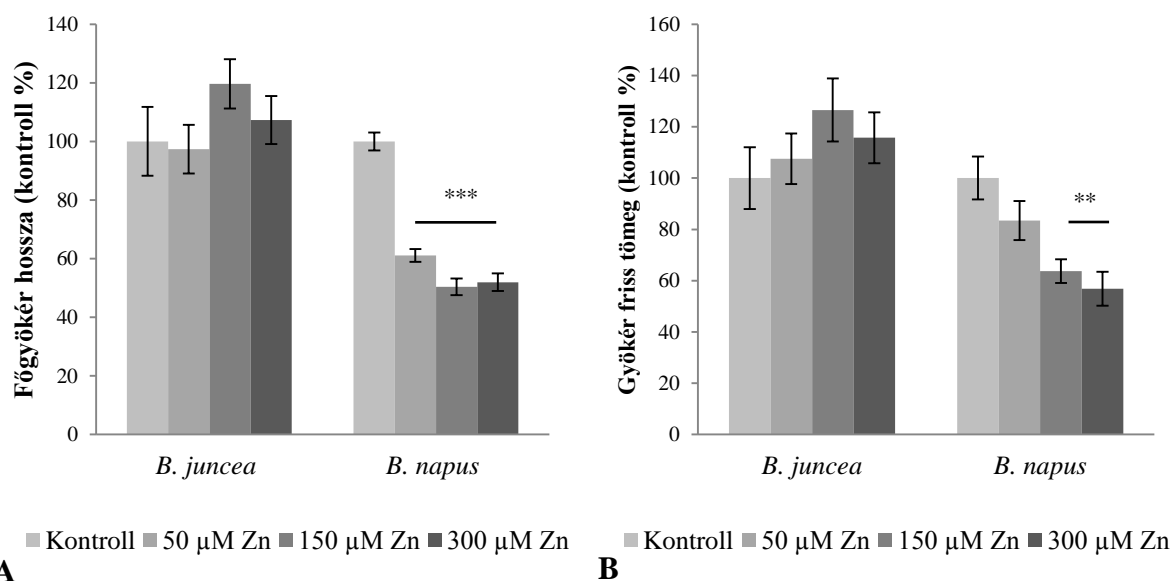 Főgyökér hossza (kontroll %)
140
120
100
80
60
40
20
0
***
B. juncea
B. napus
Kontroll 50 µM Zn 150 µM Zn 300 µM Zn
A
Gyökér friss tömeg (kontroll %)
160
140
120
100
80
60
40
20
0
**
B. juncea
B. napus
Kontroll 50 µM Zn 150 µM Zn 300 µM Zn
B